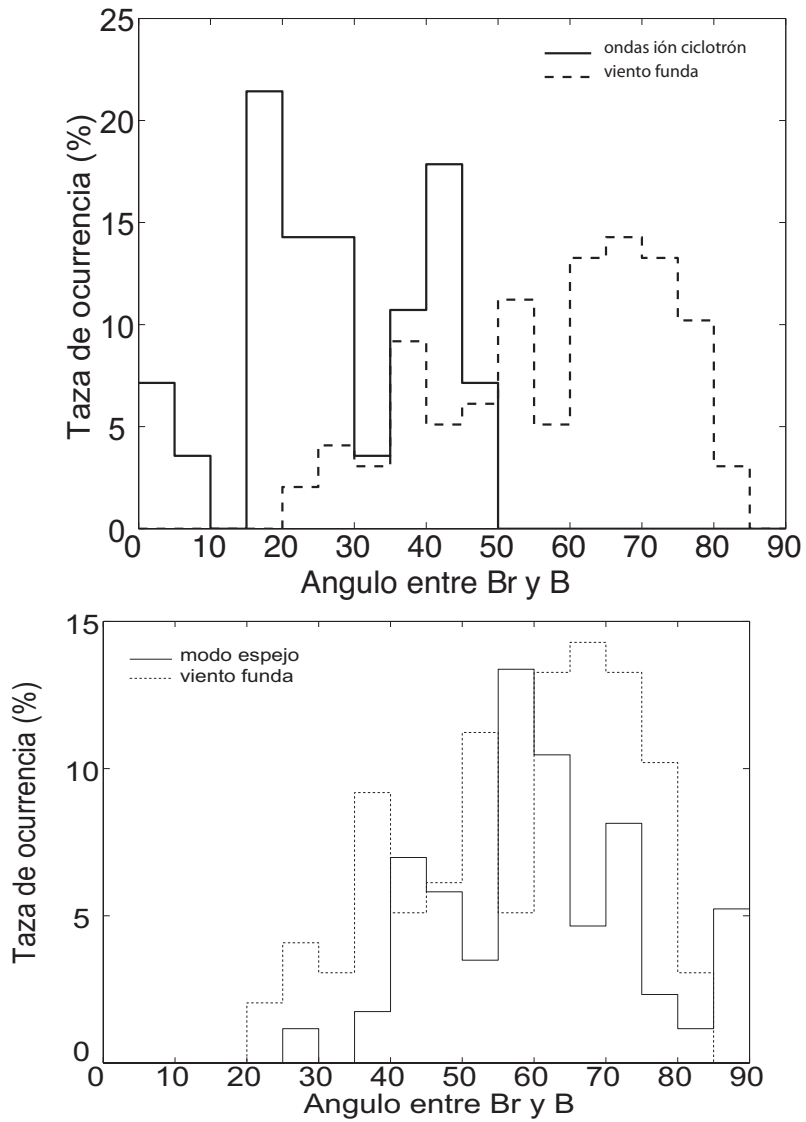 25
20
15
10
5
0
Taza de ocurrencia (%)
ondas ión ciclotrón
viento funda
0 10 20 30 40 50 60 70 80 90
Angulo entre Br y B
15
10
5
0
Taza de ocurrencia (%)
modo espejo
viento funda
0 10 20 30 40 50 60 70 80 90
Angulo entre Br y B